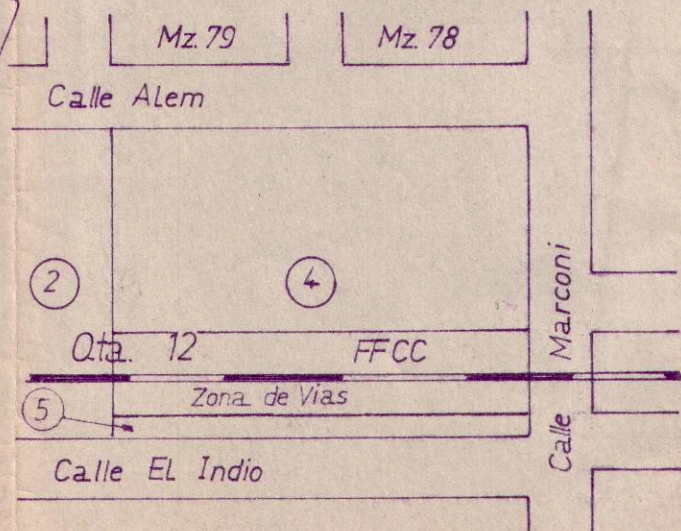 Mz. 79
Mz. 78
Calle Alem
2
4
Marconi
Qta. 12
FFCC
Zona de Vias
5
Calle
Calle EL Indio